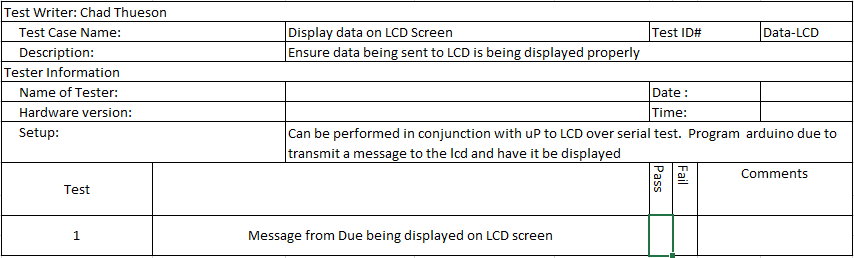 Test Writer: Chad Thueson
Test Case Name: Display data on LCD Screen Test ID# Data-LCD
Description: Ensure data being sent to LCD is being displayed properly
Tester Information
Name of Tester: Date :
Hardware version: Time:
Setup: Can be performed in conjunction with uP to LCD over serial test. Program arduino due to
transmit a message to the lcd and have it be displayed
Test Pass Fail Comments
1 Message from Due being displayed on LCD screen